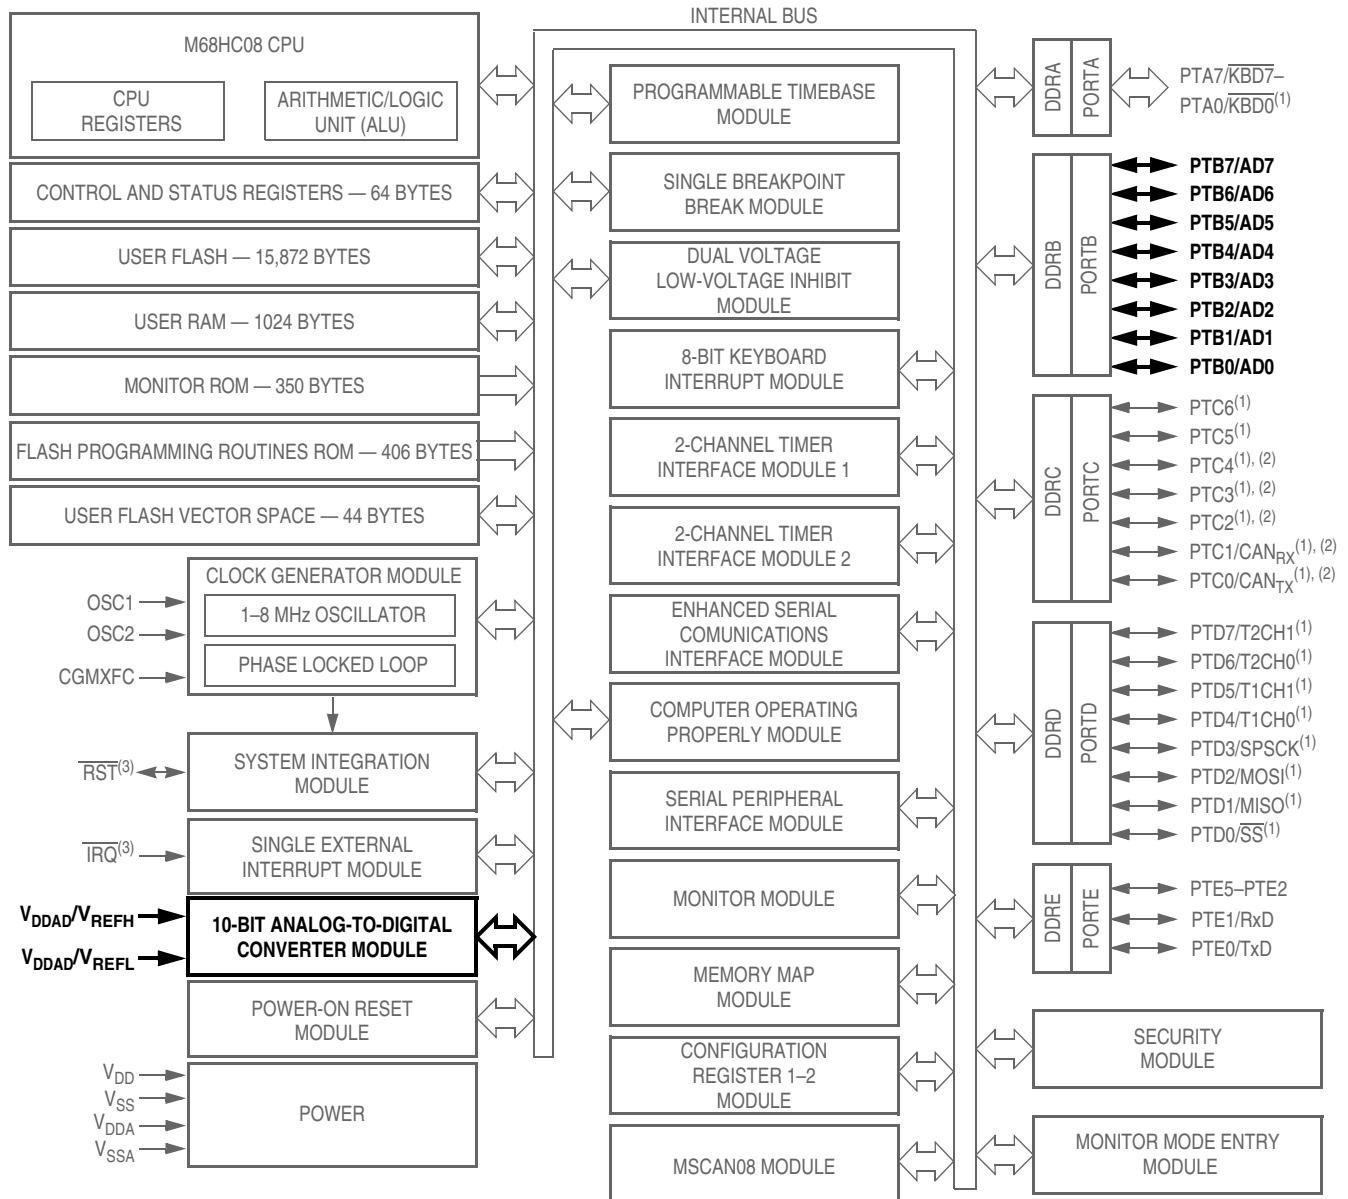 INTERNAL BUS
M68HC08 CPU
CPU
REGISTERS
ARITHMETIC/LOGIC
UNIT (ALU)
CONTROL AND STATUS REGISTERS — 64 BYTES
USER FLASH — 15,872 BYTES
USER RAM — 1024 BYTES
MONITOR ROM — 350 BYTES
FLASH PROGRAMMING ROUTINES ROM — 406 BYTES
USER FLASH VECTOR SPACE — 44 BYTES
CLOCK GENERATOR MODULE
1–8 MHz OSCILLATOR
PHASE LOCKED LOOP
OSC1
OSC2
CGMXFC
SYSTEM INTEGRATION
MODULE
RST(3)
SINGLE EXTERNAL
INTERRUPT MODULE
IRQ(3)
10-BIT ANALOG-TO-DIGITAL
CONVERTER MODULE
VDDAD/VREFH
VDDAD/VREFL
POWER-ON RESET
MODULE
POWER
VDD
VSS
VDDA
VSSA
PROGRAMMABLE TIMEBASE
MODULE
SINGLE BREAKPOINT
BREAK MODULE
DUAL VOLTAGE
LOW-VOLTAGE INHIBIT
MODULE
8-BIT KEYBOARD
INTERRUPT MODULE
2-CHANNEL TIMER
INTERFACE MODULE 1
2-CHANNEL TIMER
INTERFACE MODULE 2
ENHANCED SERIAL
COMUNICATIONS
INTERFACE MODULE
COMPUTER OPERATING
PROPERLY MODULE
SERIAL PERIPHERAL
INTERFACE MODULE
MONITOR MODULE
MEMORY MAP
MODULE
CONFIGURATION
REGISTER 1–2
MODULE
MSCAN08 MODULE
DDRA
PORTA
PTA7/KBD7–
PTA0/KBD0(1)
DDRB
PORTB
PTB7/AD7
PTB6/AD6
PTB5/AD5
PTB4/AD4
PTB3/AD3
PTB2/AD2
PTB1/AD1
PTB0/AD0
DDRC
PORTC
PTC6(1)
PTC5(1)
PTC4(1), (2)
PTC3(1), (2)
PTC2(1), (2)
PTC1/CANRX(1), (2)
PTC0/CANTX(1), (2)
DDRD
PORTD
PTD7/T2CH1(1)
PTD6/T2CH0(1)
PTD5/T1CH1(1)
PTD4/T1CH0(1)
PTD3/SPSCK(1)
PTD2/MOSI(1)
PTD1/MISO(1)
PTD0/SS(1)
DDRE
PORTE
PTE5–PTE2
PTE1/RxD
PTE0/TxD
SECURITY
MODULE
MONITOR MODE ENTRY
MODULE